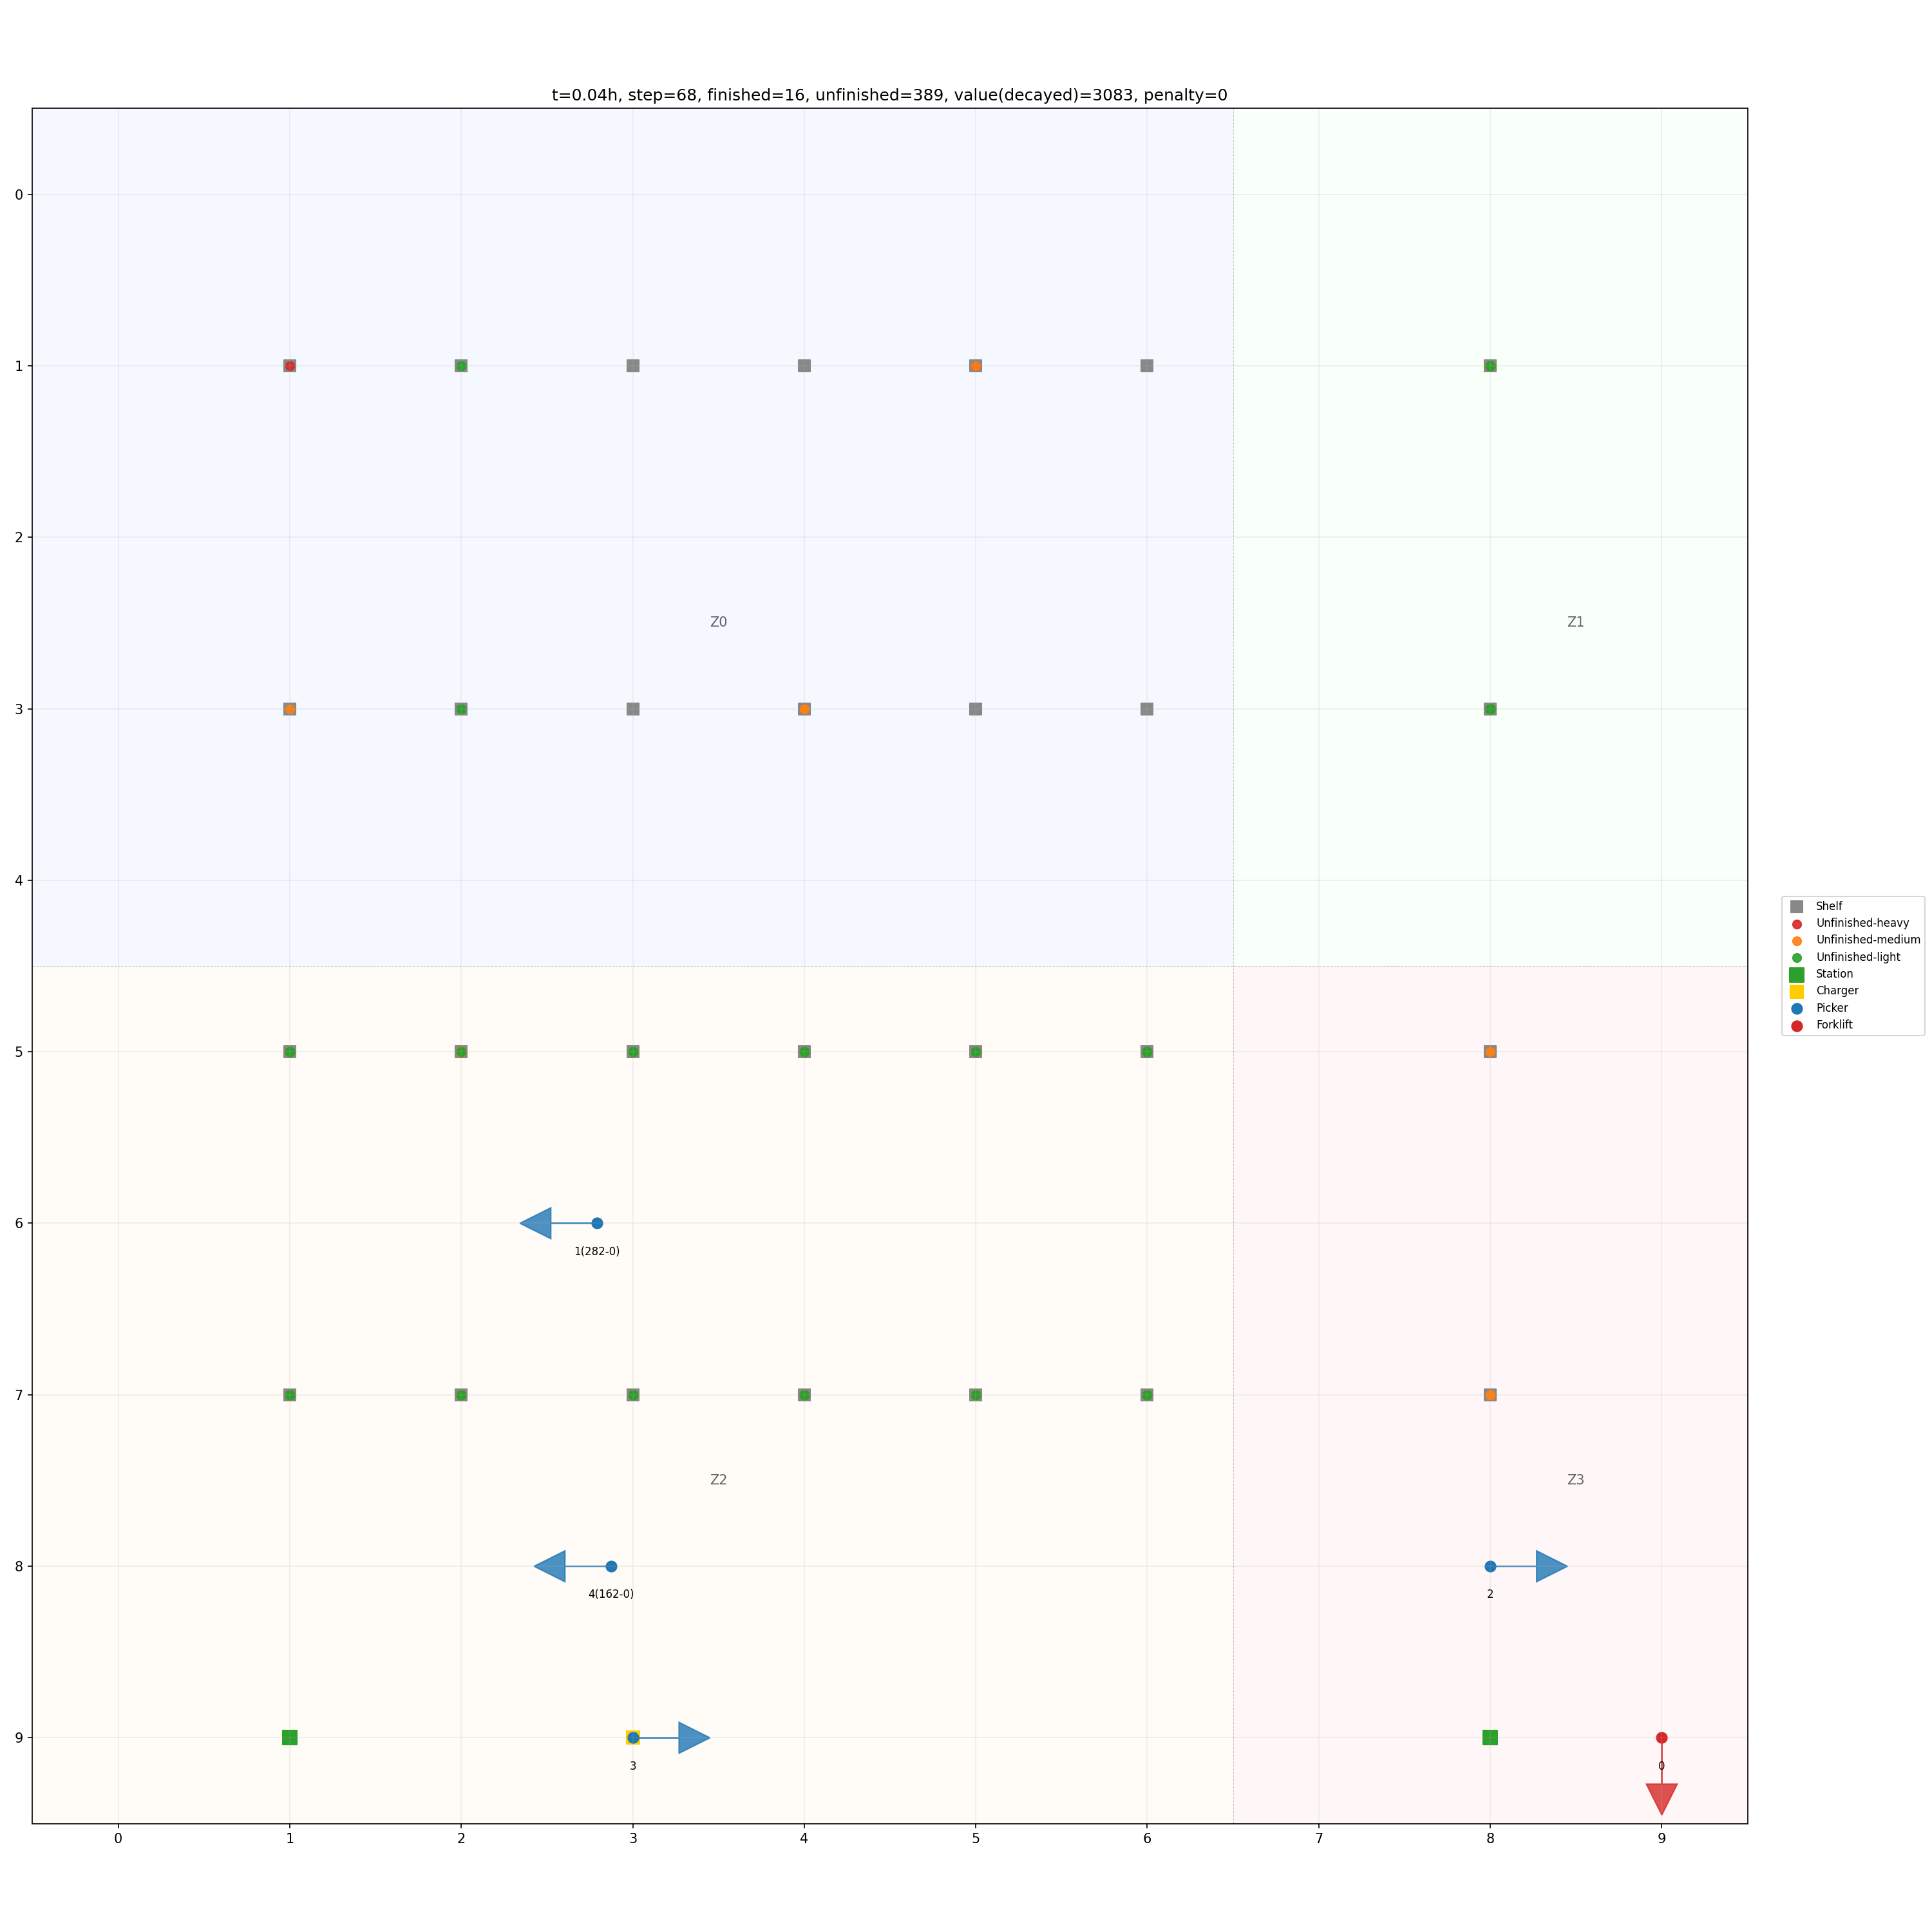 t=0.04h, step=68, finished=16, unfinished=389, value(decayed)=3083, penalty=0
0
1
2
Z0
Z1
3
4
Shelf
Unfinished-heavy
Unfinished-medium
Unfinished-light
Station
Charger
Picker
Forklift
5
6
1(282-0)
7
Z2
Z3
8
4(162-0)
2
9
3
0
0 1 2 3 4 5 6 7 8 9